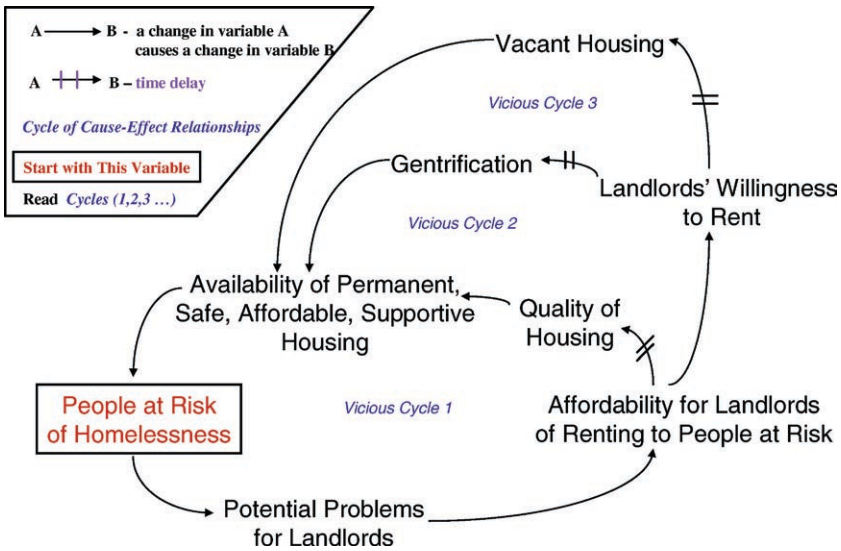 A B - a change in variable A
causes a change in variable B
A B – time delay
Cycle of Cause-Effect Relationships
Start with This Variable
Read Cycles (1,2,3 ...)
Vacant Housing
Vicious Cycle 3
Gentrification
Landlords' Willingness
to Rent
Vicious Cycle 2
Availability of Permanent,
Safe, Affordable, Supportive
Housing
Quality of
Housing
People at Risk
of Homelessness
Vicious Cycle 1
Affordability for Landlords
of Renting to People at Risk
Potential Problems
for Landlords